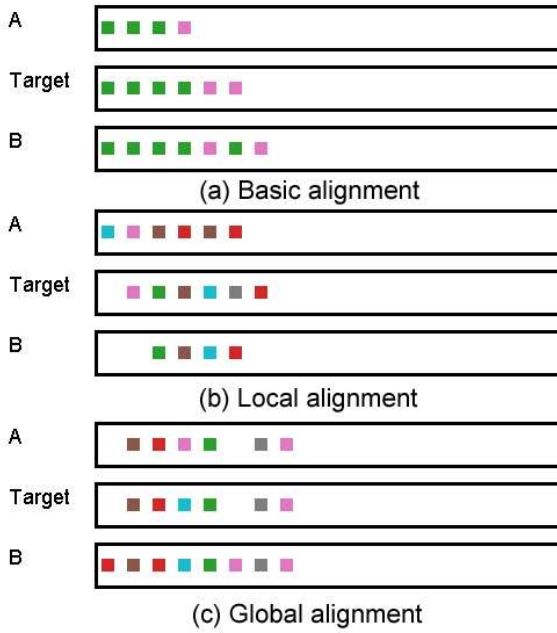 A
Target
B
(a) Basic alignment
A
Target
B
(b) Local alignment
A
Target
B
(c) Global alignment